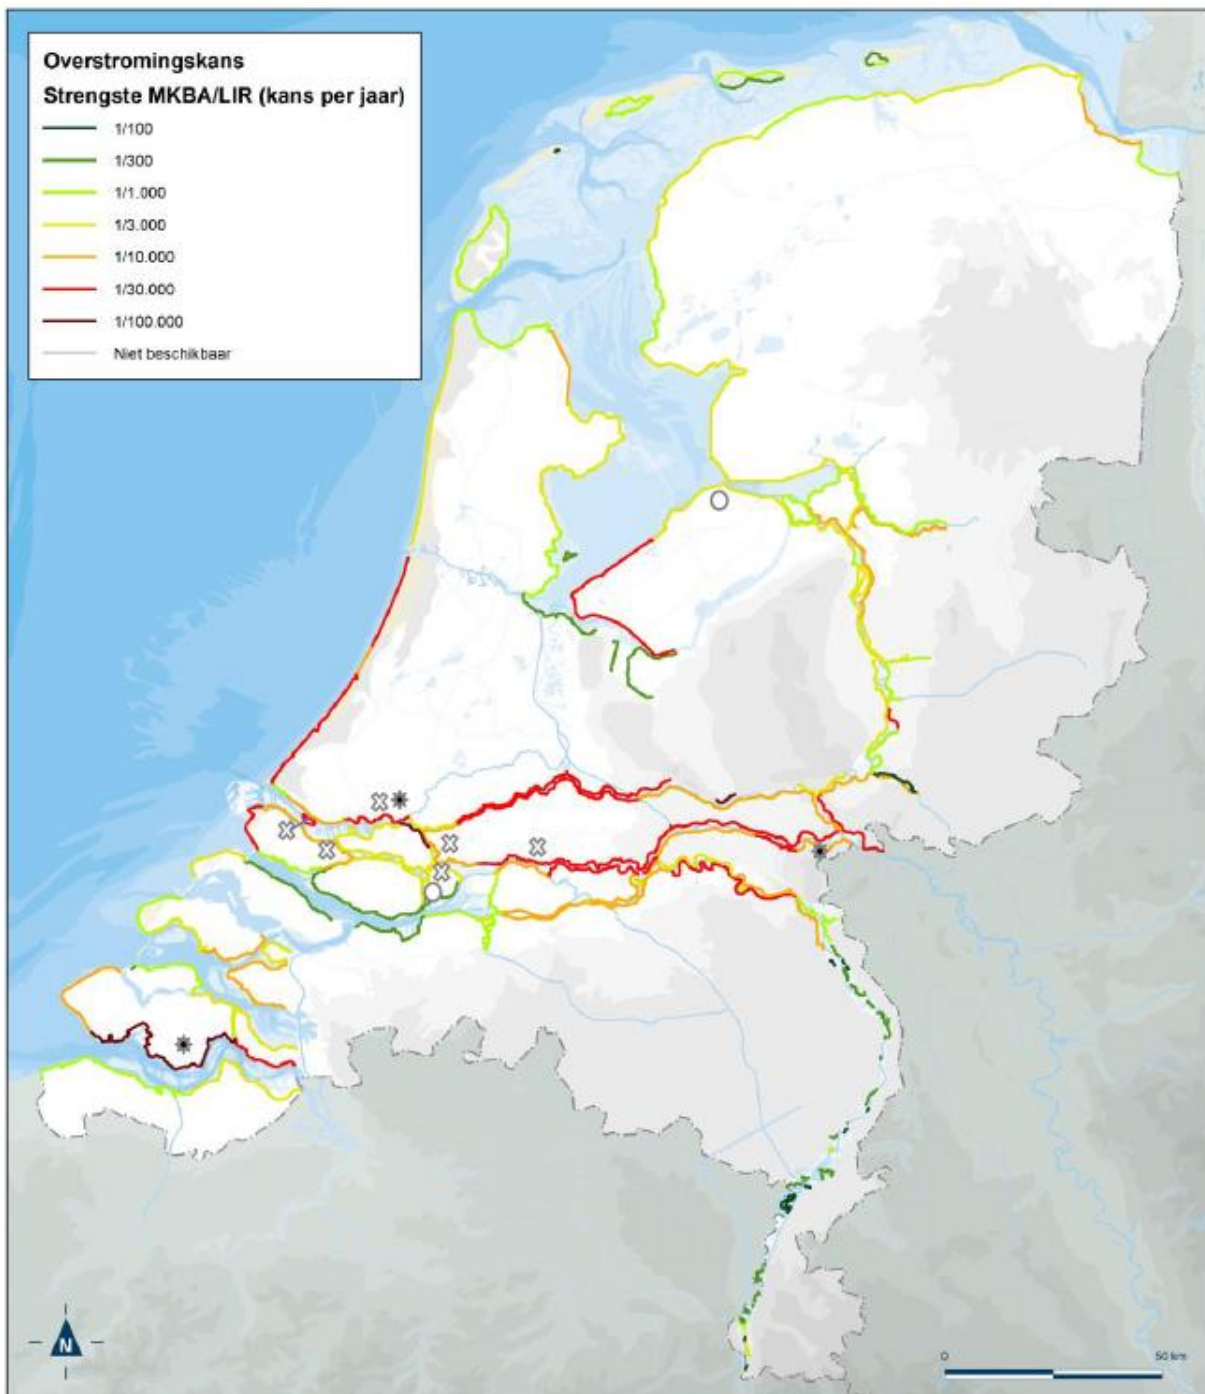 Overstromingskans
Strengste MKBA/LIR (kans per jaar)
1/100
1/300
1/1.000
1/3.000
1/10.000
1/30.000
1/100.000
Niet beschikbaar
N
0
50 km